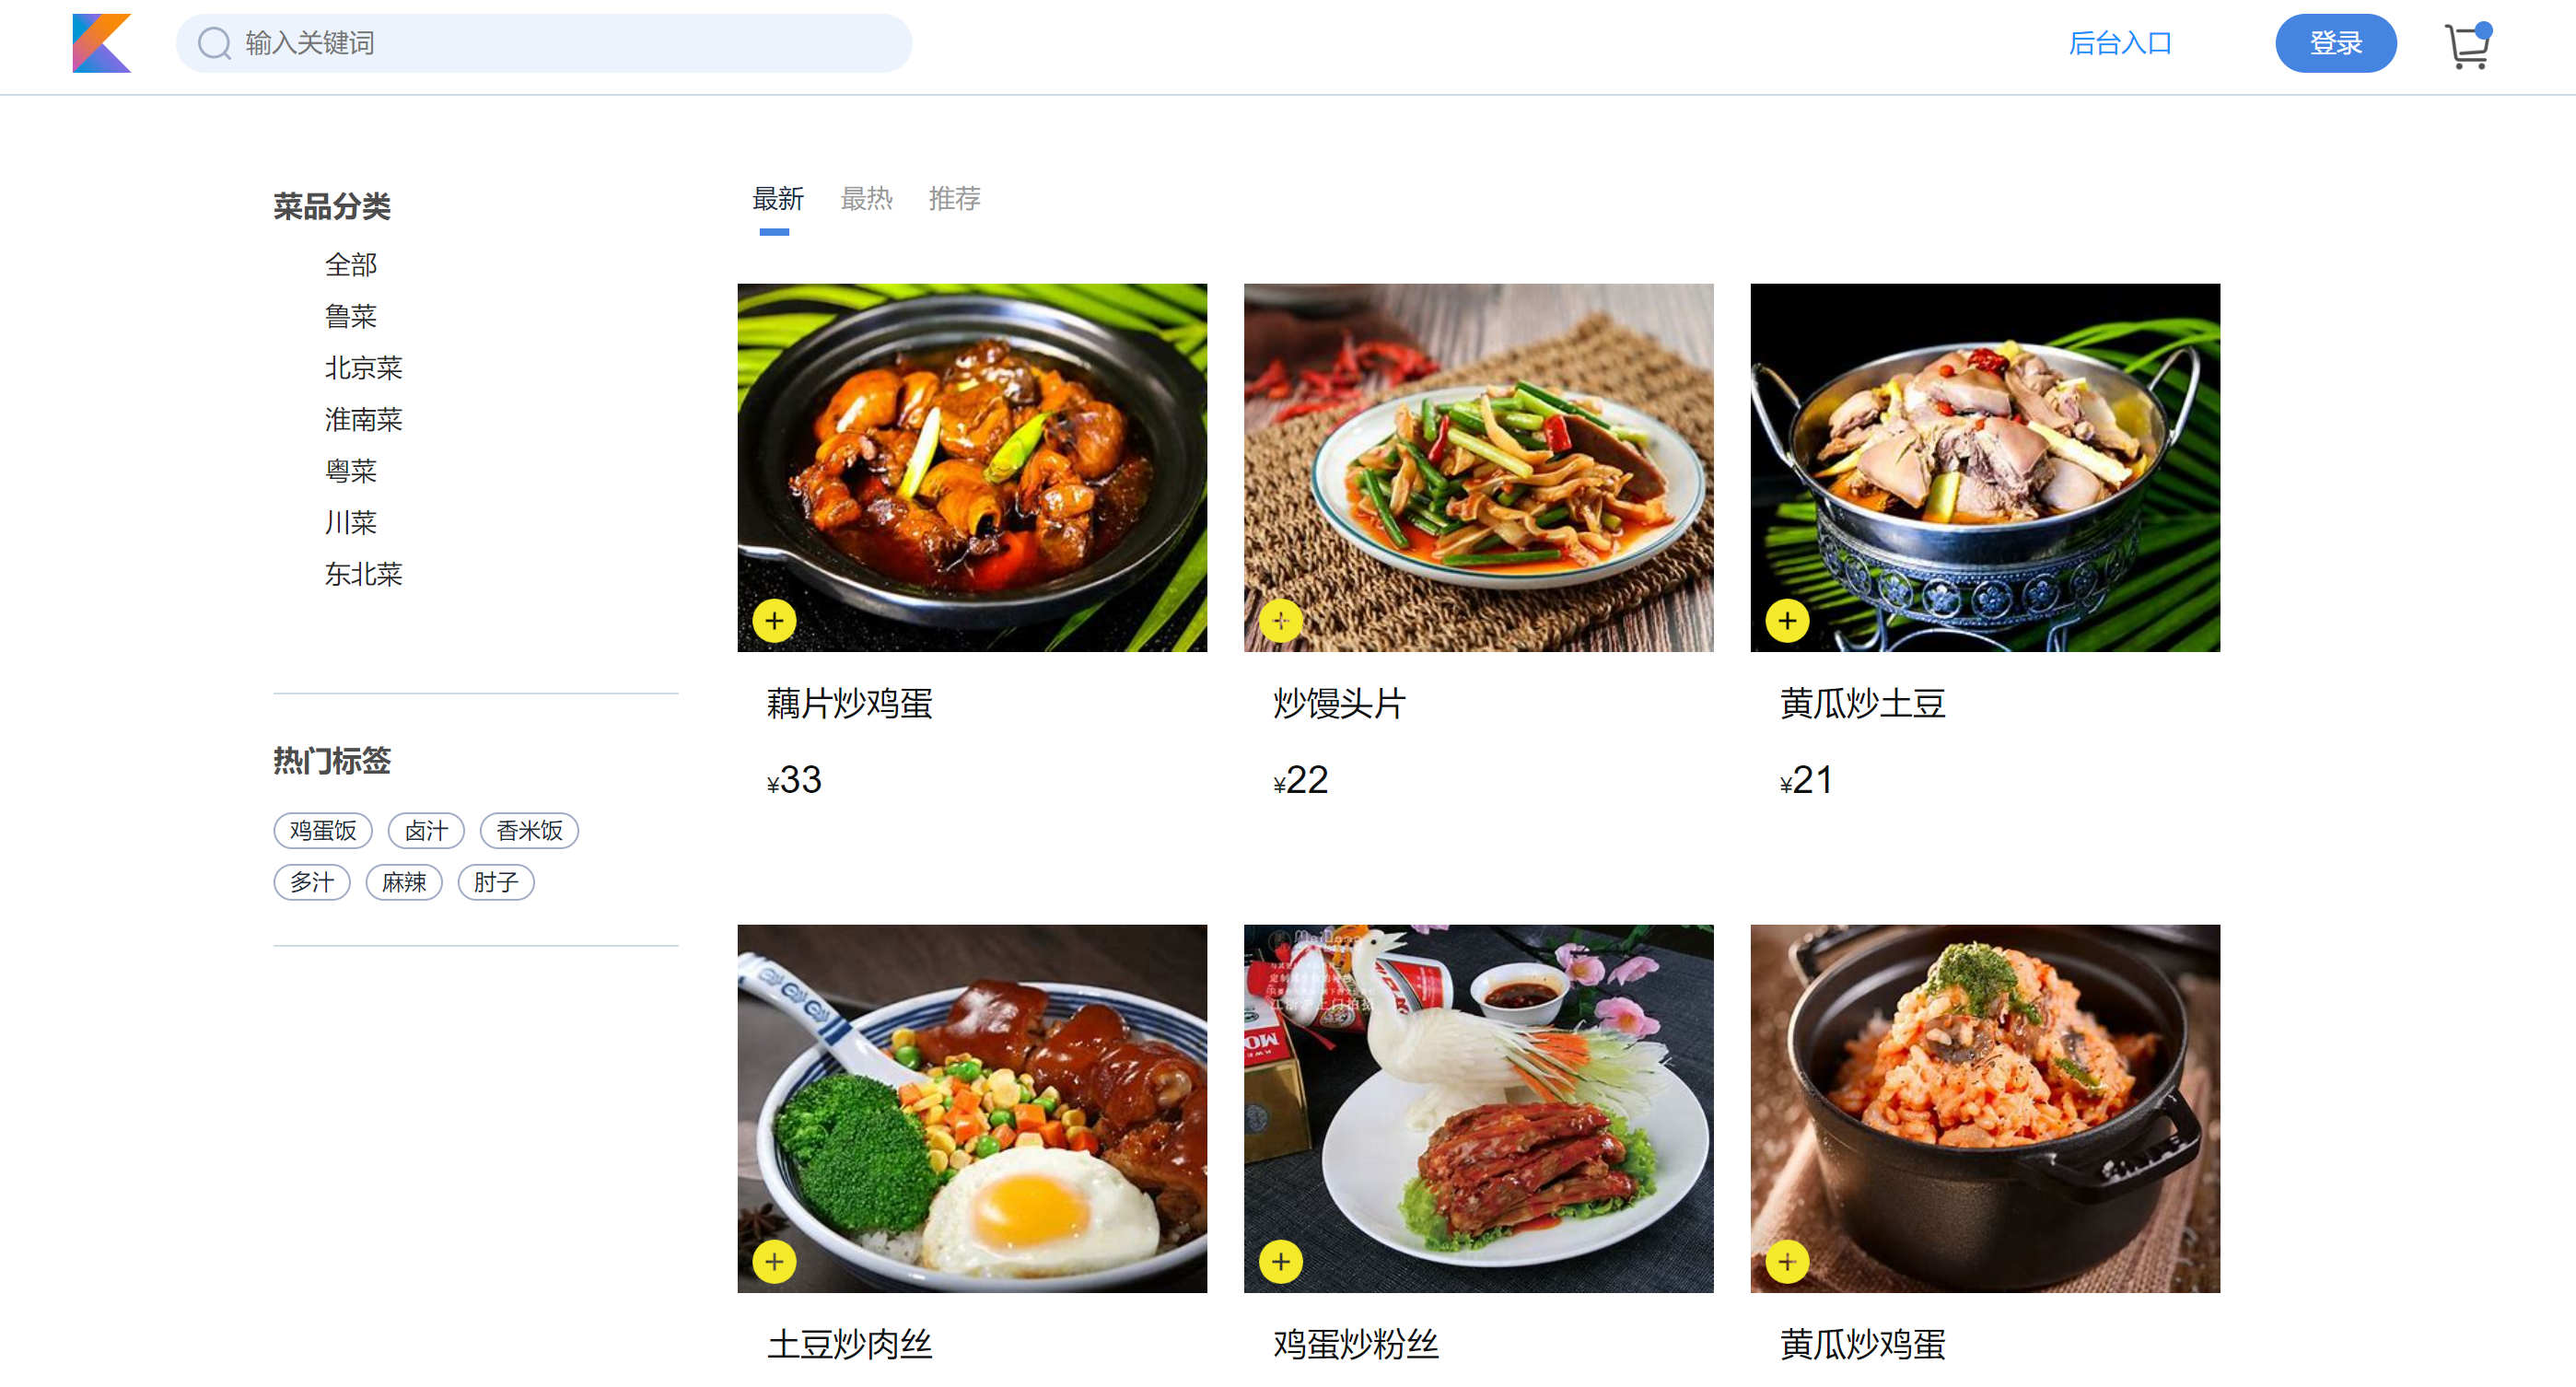 输入关键词
后台入口
登录
菜品分类
全部
鲁菜
北京菜
淮南菜
粤菜
川菜
东北菜
热门标签
鸡蛋饭 卤汁 香米饭
多汁 麻辣 肘子
最新 最热 推荐
藕片炒鸡蛋
¥33
炒馒头片
¥22
黄瓜炒土豆
¥21
土豆炒肉丝
鸡蛋炒粉丝
黄瓜炒鸡蛋